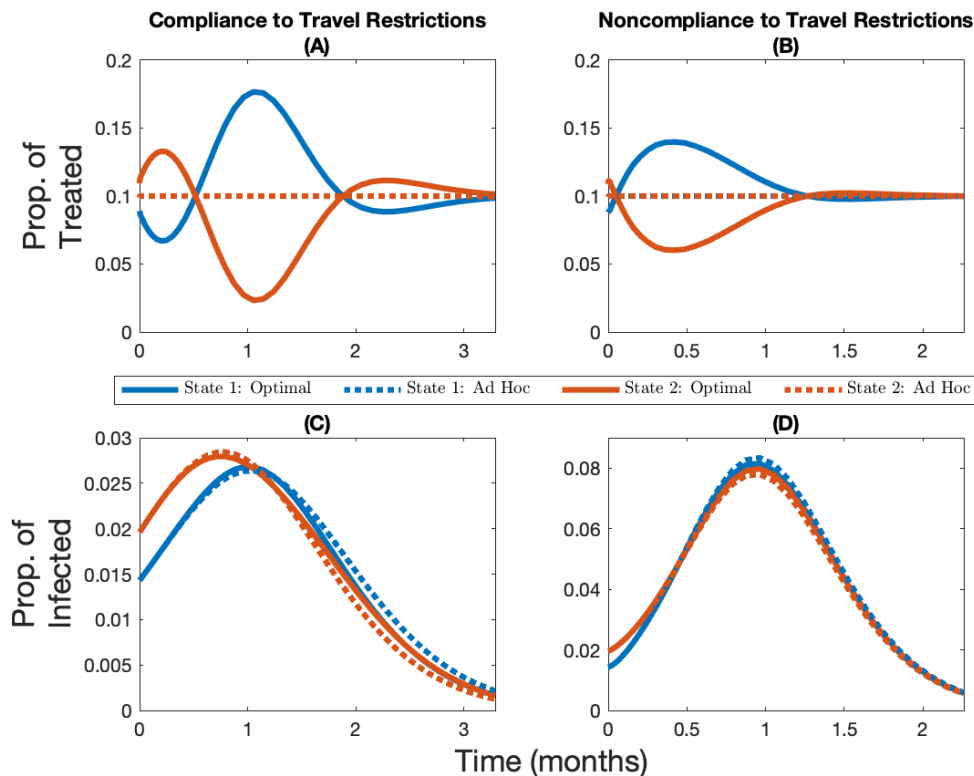 Compliance to Travel Restrictions
(A)
Noncompliance to Travel Restrictions
(B)
Prop. of
Treated
0.2
0.15
0.1
0.05
0
0 1 2 3
0.2
0.15
0.1
0.05
0
0 0.5 1 1.5 2
State 1: Optimal State 1: Ad Hoc State 2: Optimal State 2: Ad Hoc
(C)
(D)
Prop. of
Infected
0.03
0.025
0.02
0.015
0.01
0.005
0
0 1 2 3
0.08
0.06
0.04
0.02
0
0 0.5 1 1.5 2
Time (months)